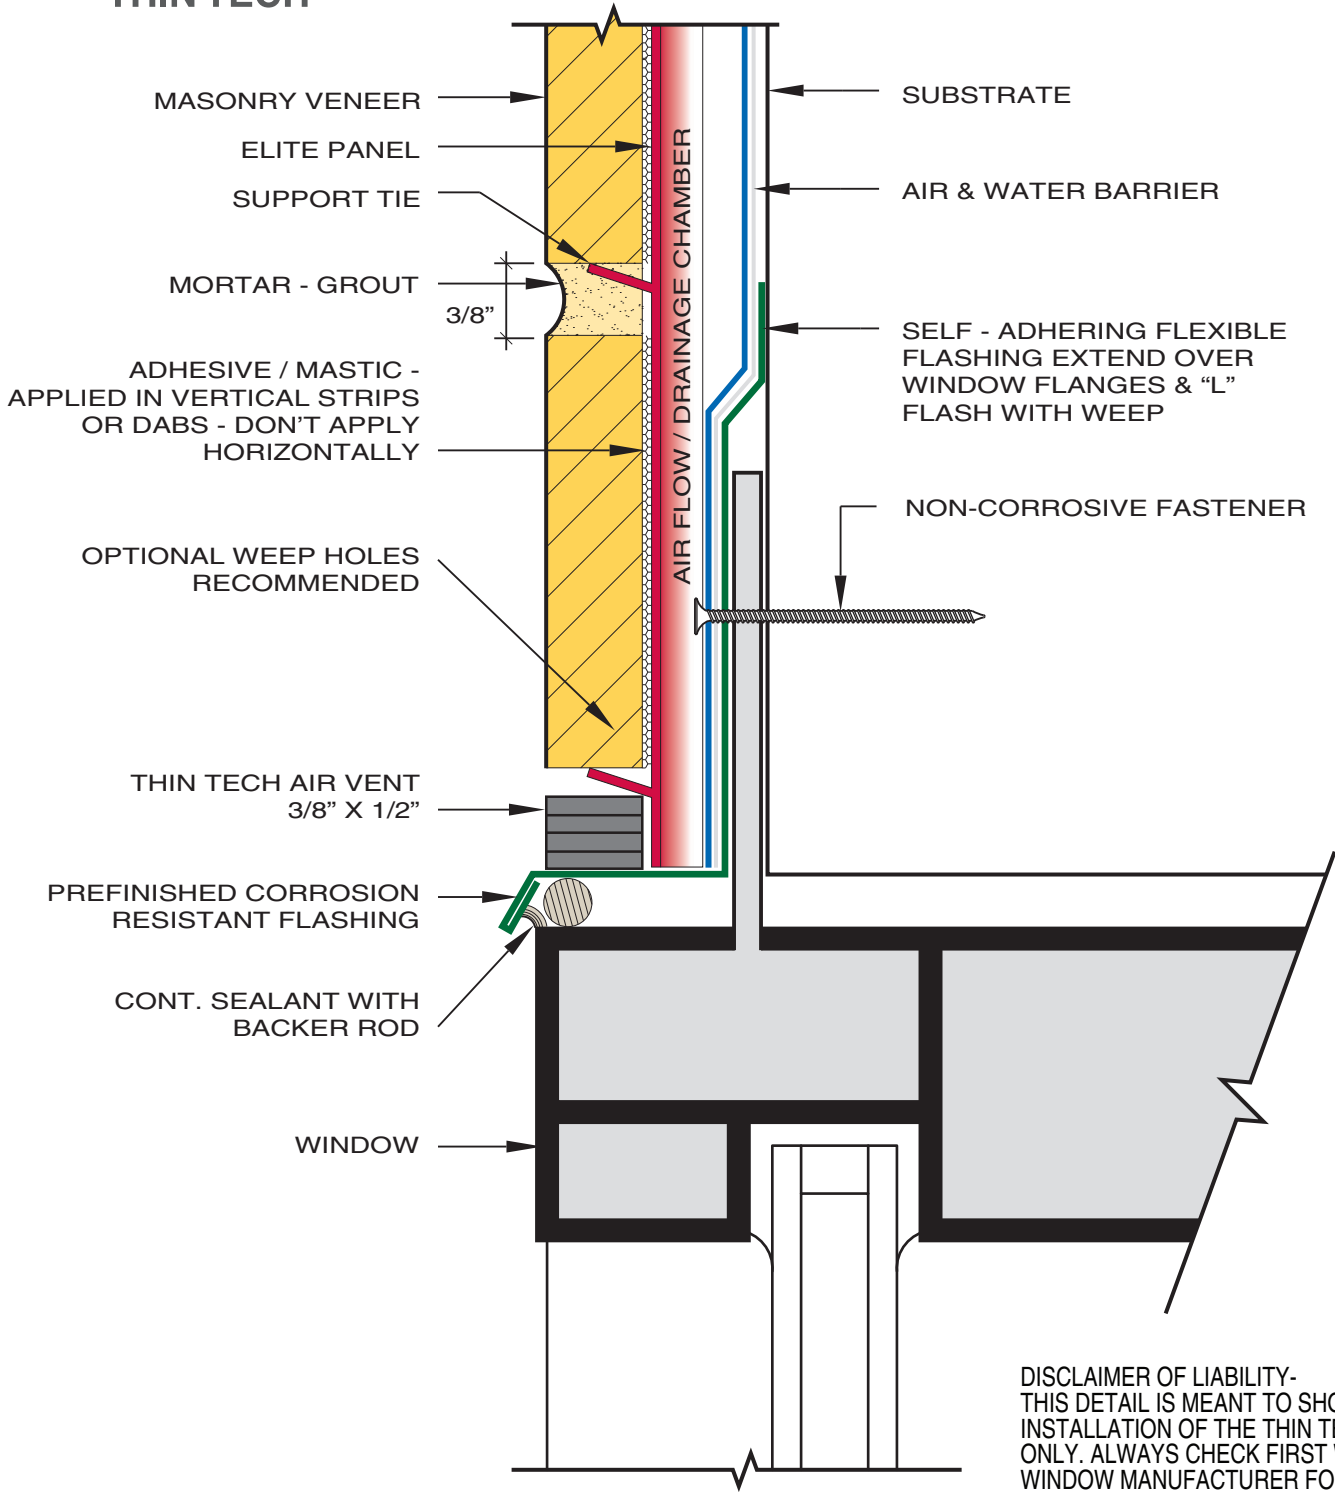 THIN TECH
MASONRY VENEER
ELITE PANEL
SUPPORT TIE
MORTAR - GROUT
3/8”
ADHESIVE / MASTIC -
APPLIED IN VERTICAL STRIPS
OR DABS - DON’T APPLY
HORIZONTALLY
OPTIONAL WEEP HOLES
RECOMMENDED
THIN TECH AIR VENT
3/8” X 1/2”
PREFINISHED CORROSION
RESISTANT FLASHING
CONT. SEALANT WITH
BACKER ROD
WINDOW
AIR FLOW / DRAINAGE CHAMBER
SUBSTRATE
AIR & WATER BARRIER
SELF - ADHERING FLEXIBLE
FLASHING EXTEND OVER
WINDOW FLANGES & “L”
FLASH WITH WEEP
NON-CORROSIVE FASTENER
DISCLAIMER OF LIABILITY-
THIS DETAIL IS MEANT TO
INSTALLATION OF THE THIN
ONLY. ALWAYS CHECK FIRST
WINDOW MANUFACTURER